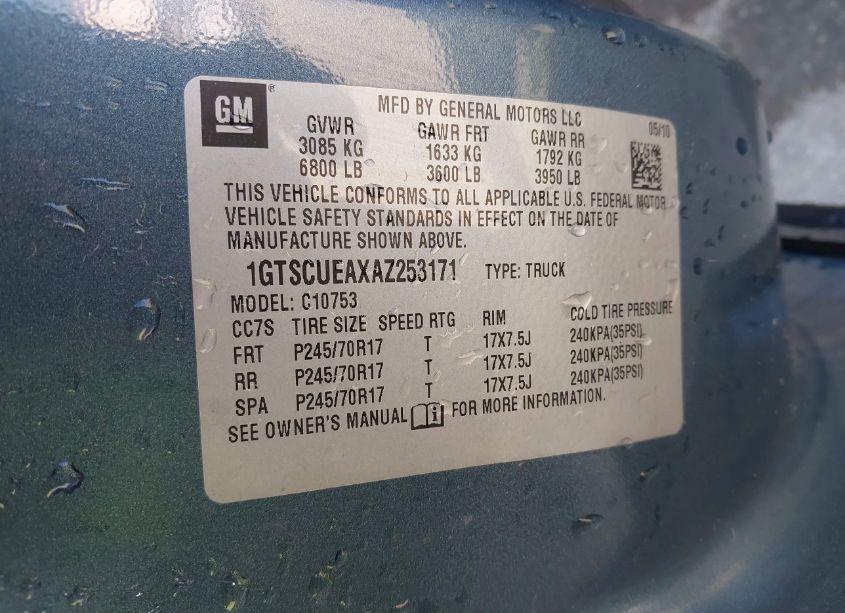 GM ®
MFD BY GENERAL MOTORS LLC
05/10
GVWR GAWR FRT GAWR RR
3085 KG 1633 KG 1792 KG
6800 LB 3600 LB 3950 LB
THIS VEHICLE CONFORMS TO ALL APPLICABLE U.S. FEDERAL MOTOR
VEHICLE SAFETY STANDARDS IN EFFECT ON THE DATE OF
MANUFACTURE SHOWN ABOVE.
1GTSCUEAXAZ253171 TYPE: TRUCK
MODEL: C10753
CC7S TIRE SIZE SPEED RTG RIM COLD TIRE PRESSURE
FRT P245/70R17 T 17X7.5J 240KPA(35PSI)
RR P245/70R17 T 17X7.5J 240KPA(35PSI)
SPA P245/70R17 T 17X7.5J 240KPA(35PSI)
SEE OWNER'S MANUAL FOR MORE INFORMATION.